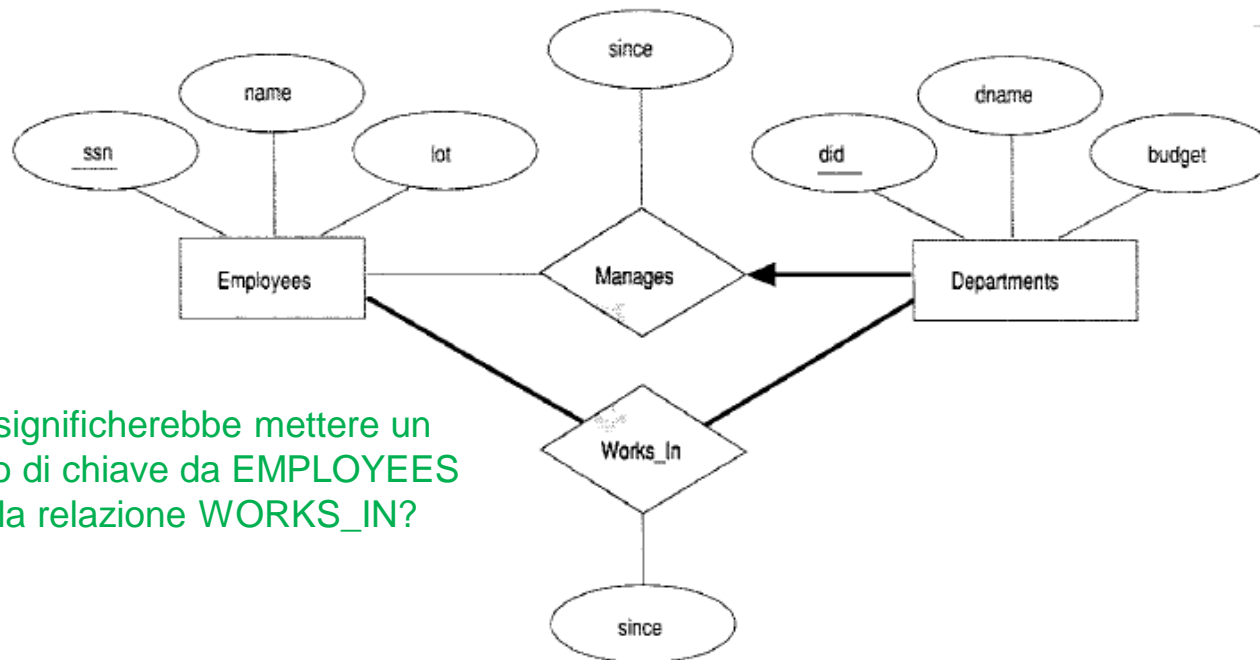 since
name
dname
ssn
lot
did
budget
Employees
Manages
Departments
significherebbe mettere un
o di chiave da EMPLOYEES
la relazione WORKS_IN?
Works_In
since